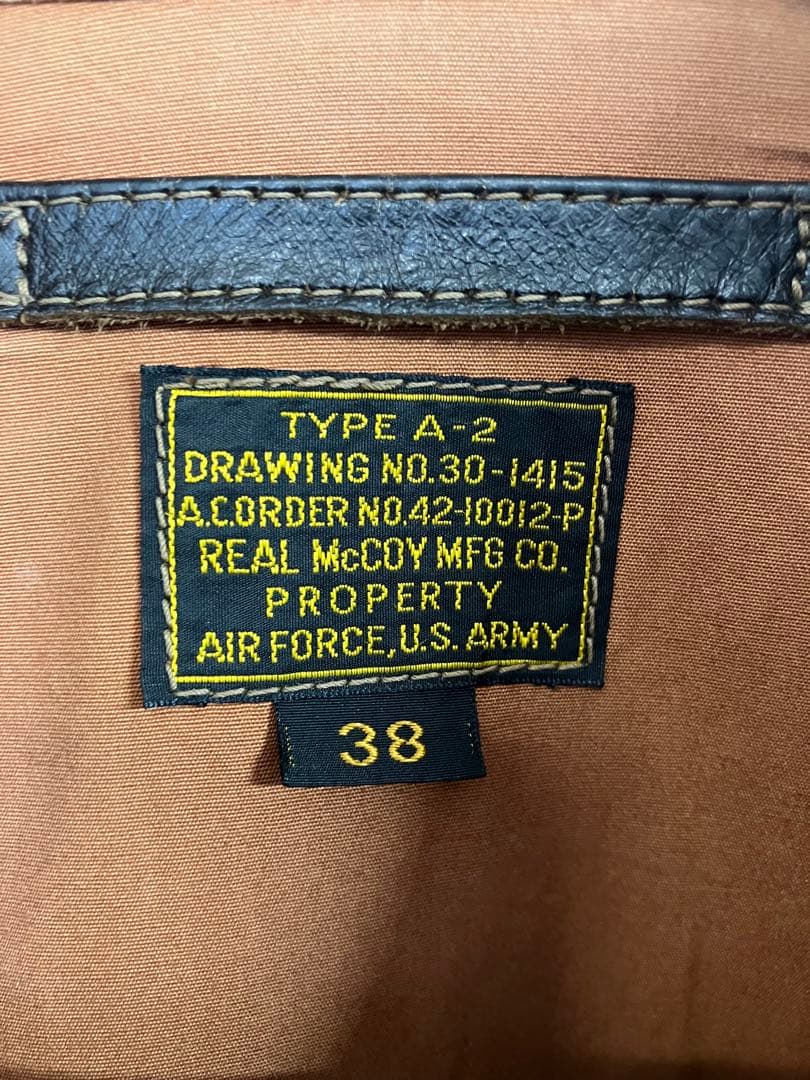 TYPE A-2
DRAWING NO.30-1415
A.C.ORDER NO.42-10012-P
REAL McCOY MFG CO.
PROPERTY
AIR FORCE,U.S. ARMY
38